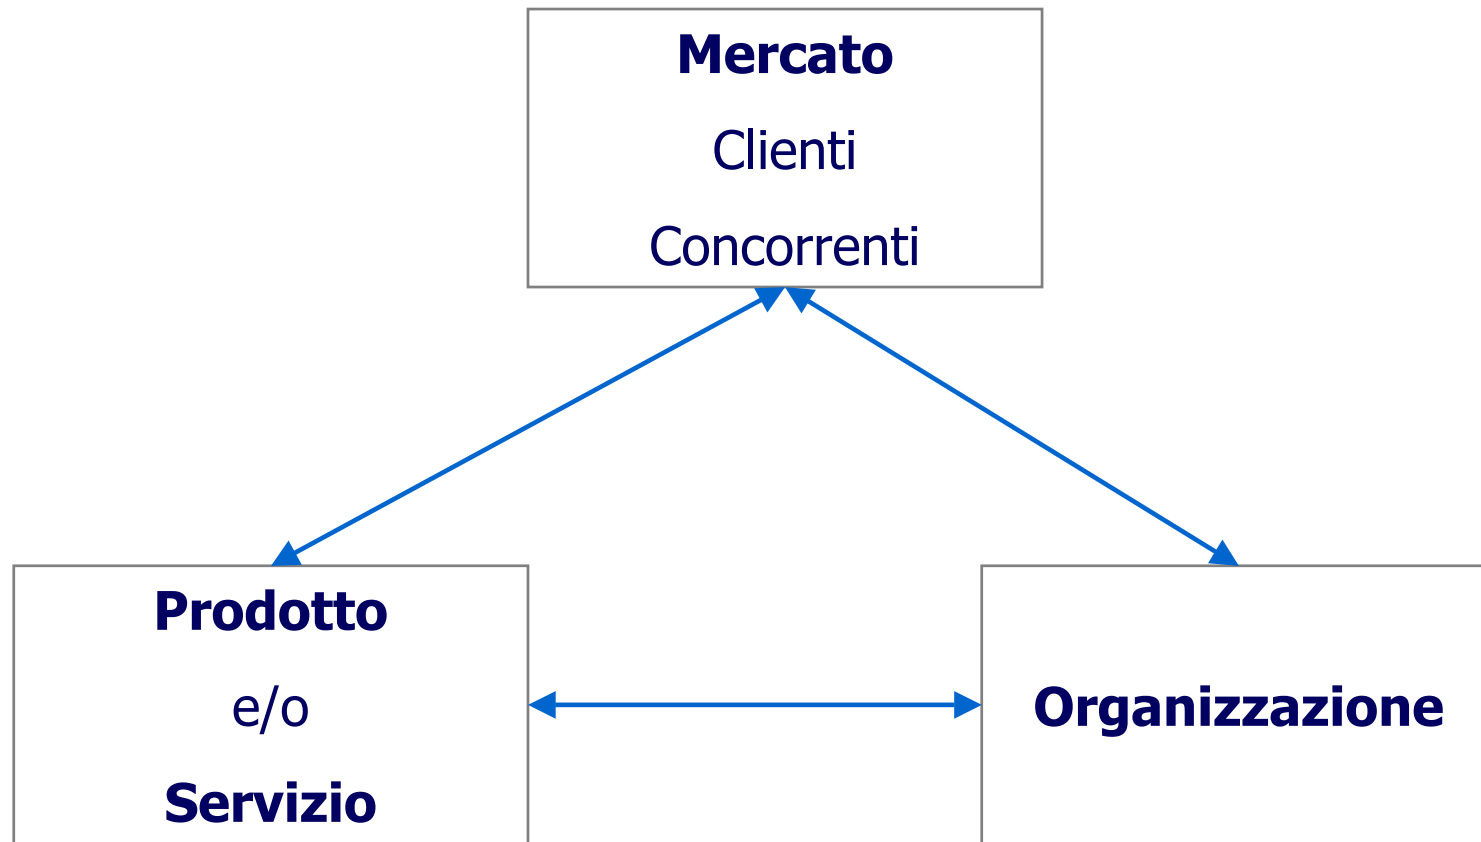 Mercato
Clienti
Concorrenti
Prodotto
e/o
Servizio
Organizzazione